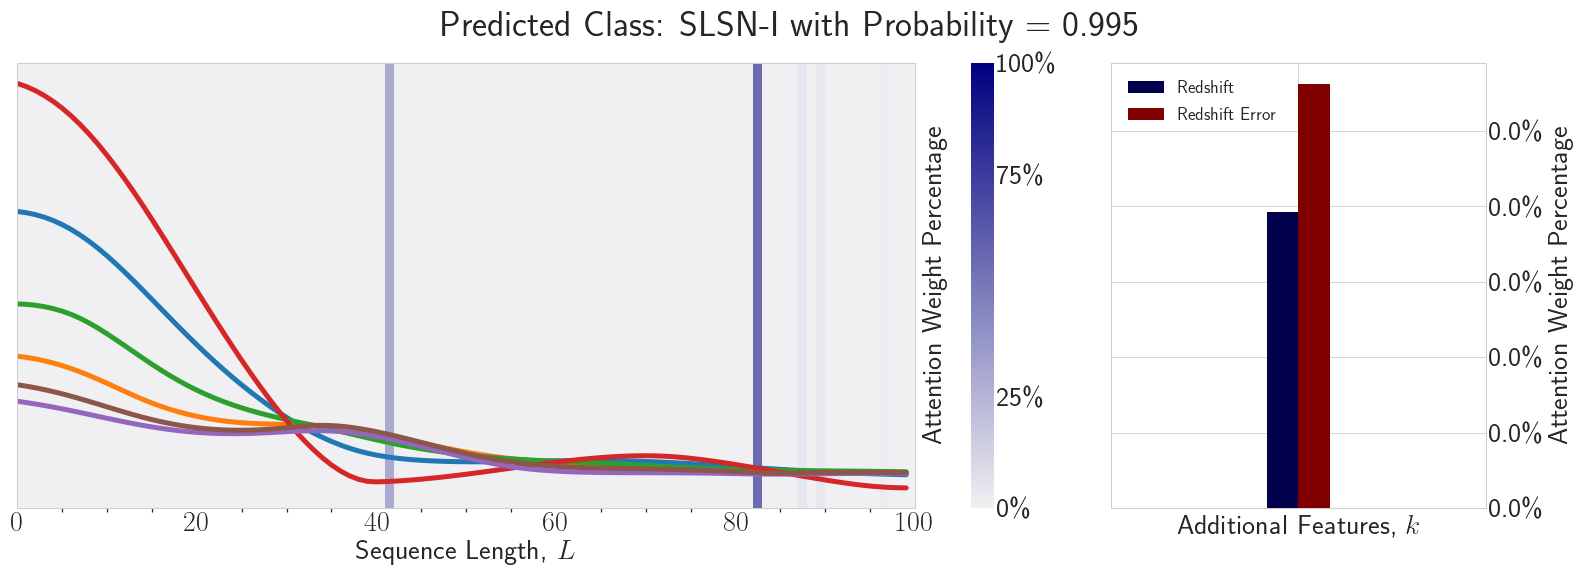 Predicted Class: SLSN-I with Probability = 0.995
0 20 40 60 80 100
Sequence Length, L
Attention Weight Percentage
100%
75%
25%
0%
Redshift
Redshift Error
0.0%
0.0%
0.0%
0.0%
0.0%
0.0%
Attention Weight Percentage
Additional Features, k